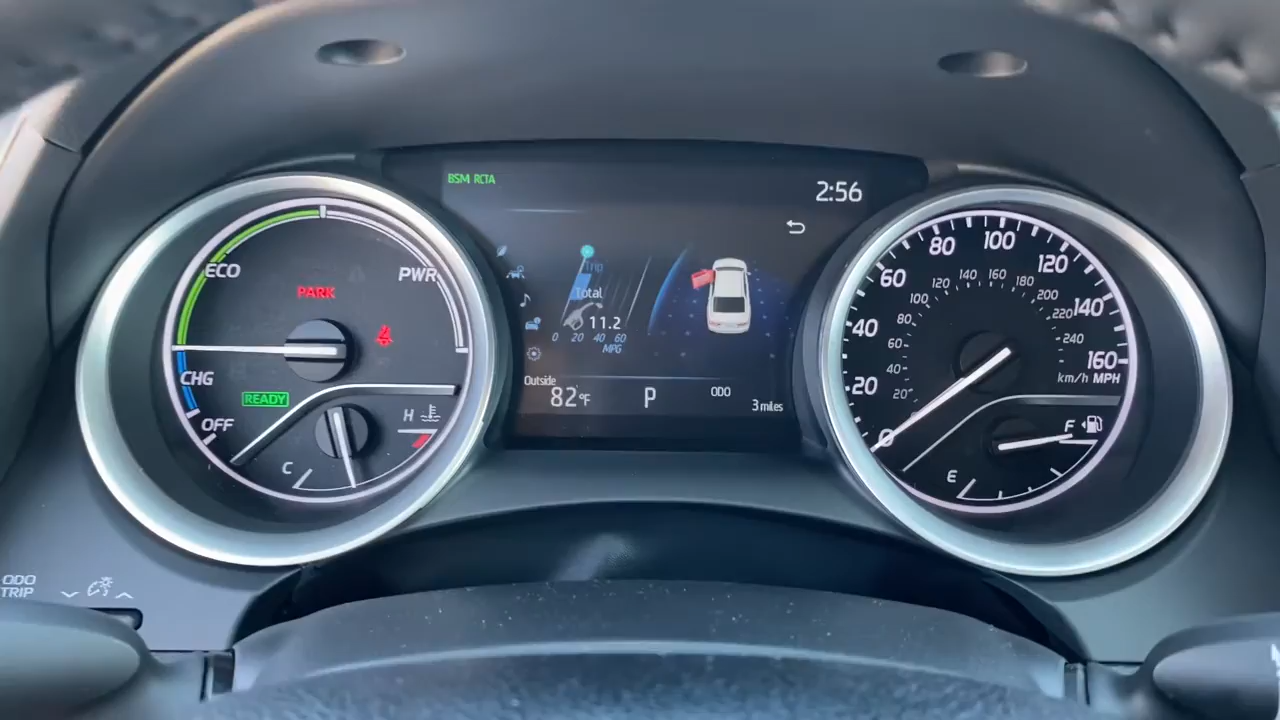 BSM RCTA
2:56
ECO
PWR
PARK
CHG
READY
OFF
H
C
Trip
Total
11.2
0 20 40 60
MPG
Outside
82°F
P
ODO
3 miles
0
20
40
60
80
100
120
140
160
km/h MPH
20
40
60
80
100
120
140
160
180
200
220
240
F
E
ODO
TRIP